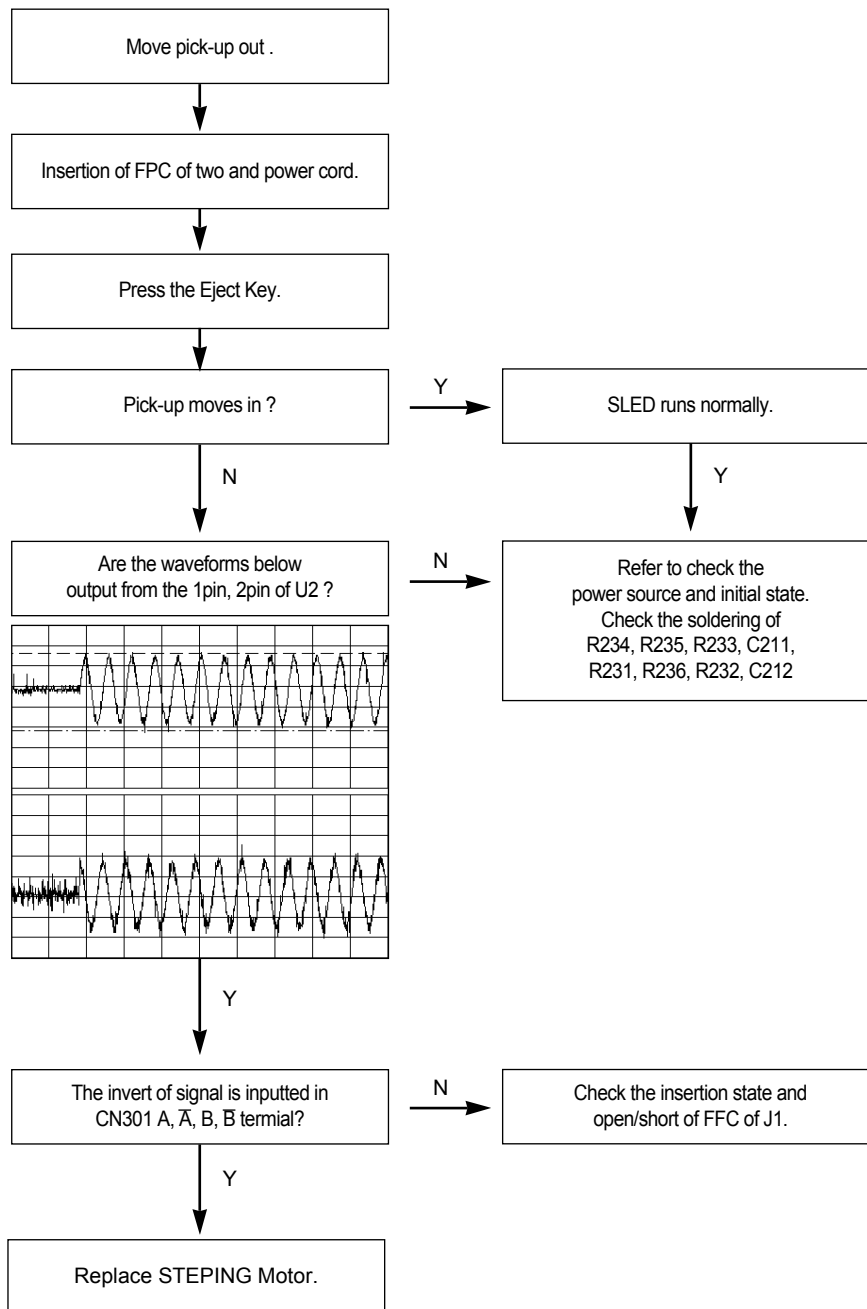 Move pick-up out .
Insertion of FPC of two and power cord.
Press the Eject Key.
Pick-up moves in ?
Y
SLED runs normally.
N
Y
Are the waveforms below
output from the 1pin, 2pin of U2 ?
N
Refer to check the
power source and initial state.
Check the soldering of
R234, R235, R233, C211,
R231, R236, R232, C212
Y
The invert of signal is inputted in
CN301 A, A̅, B, B̅ termial?
N
Check the insertion state and
open/short of FFC of J1.
Y
Replace STEPING Motor.